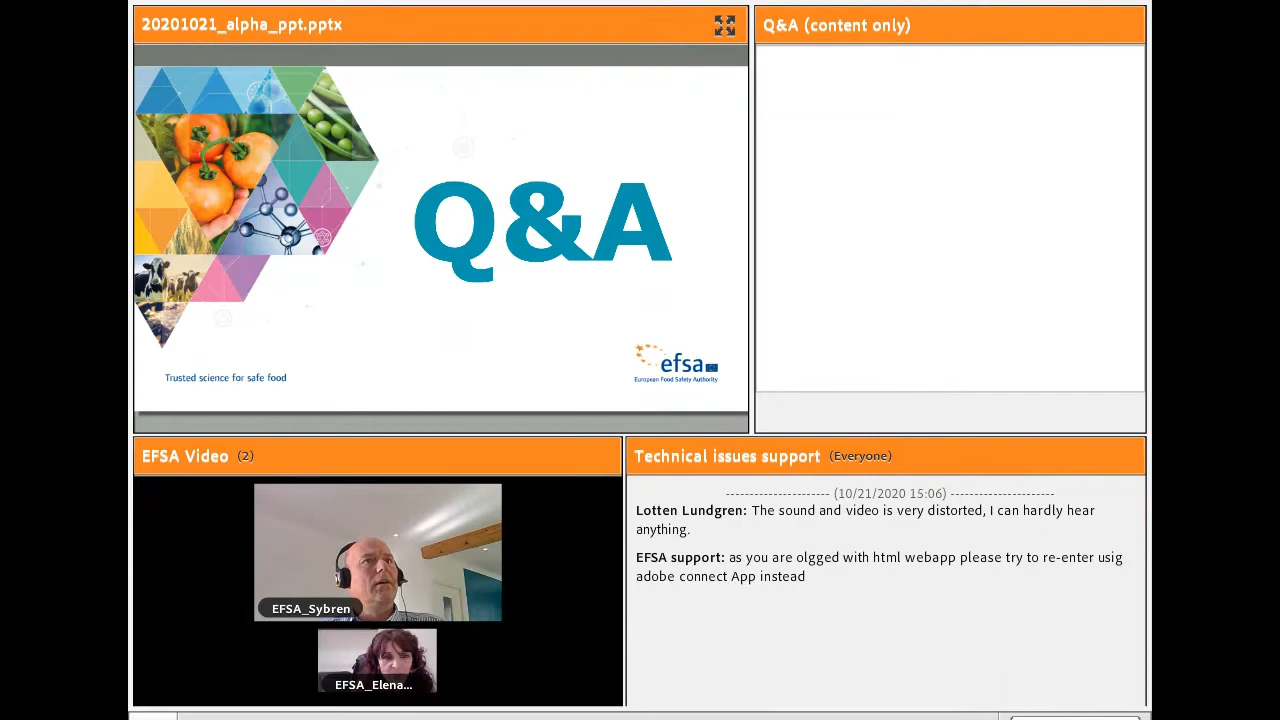 20201021_alpha_ppt.pptx
Q&A
Trusted science for safe food
efsa
European Food Safety Authority
Q&A (content only)
EFSA Video (2)
EFSA_Sybren
EFSA_Elena...
Technical issues support (Everyone)
---------------------- (10/21/2020 15:06) ----------------------
Lotten Lundgren: The sound and video is very distorted, I can hardly hear
anything.
EFSA support: as you are olgged with html webapp please try to re-enter usig
adobe connect App instead